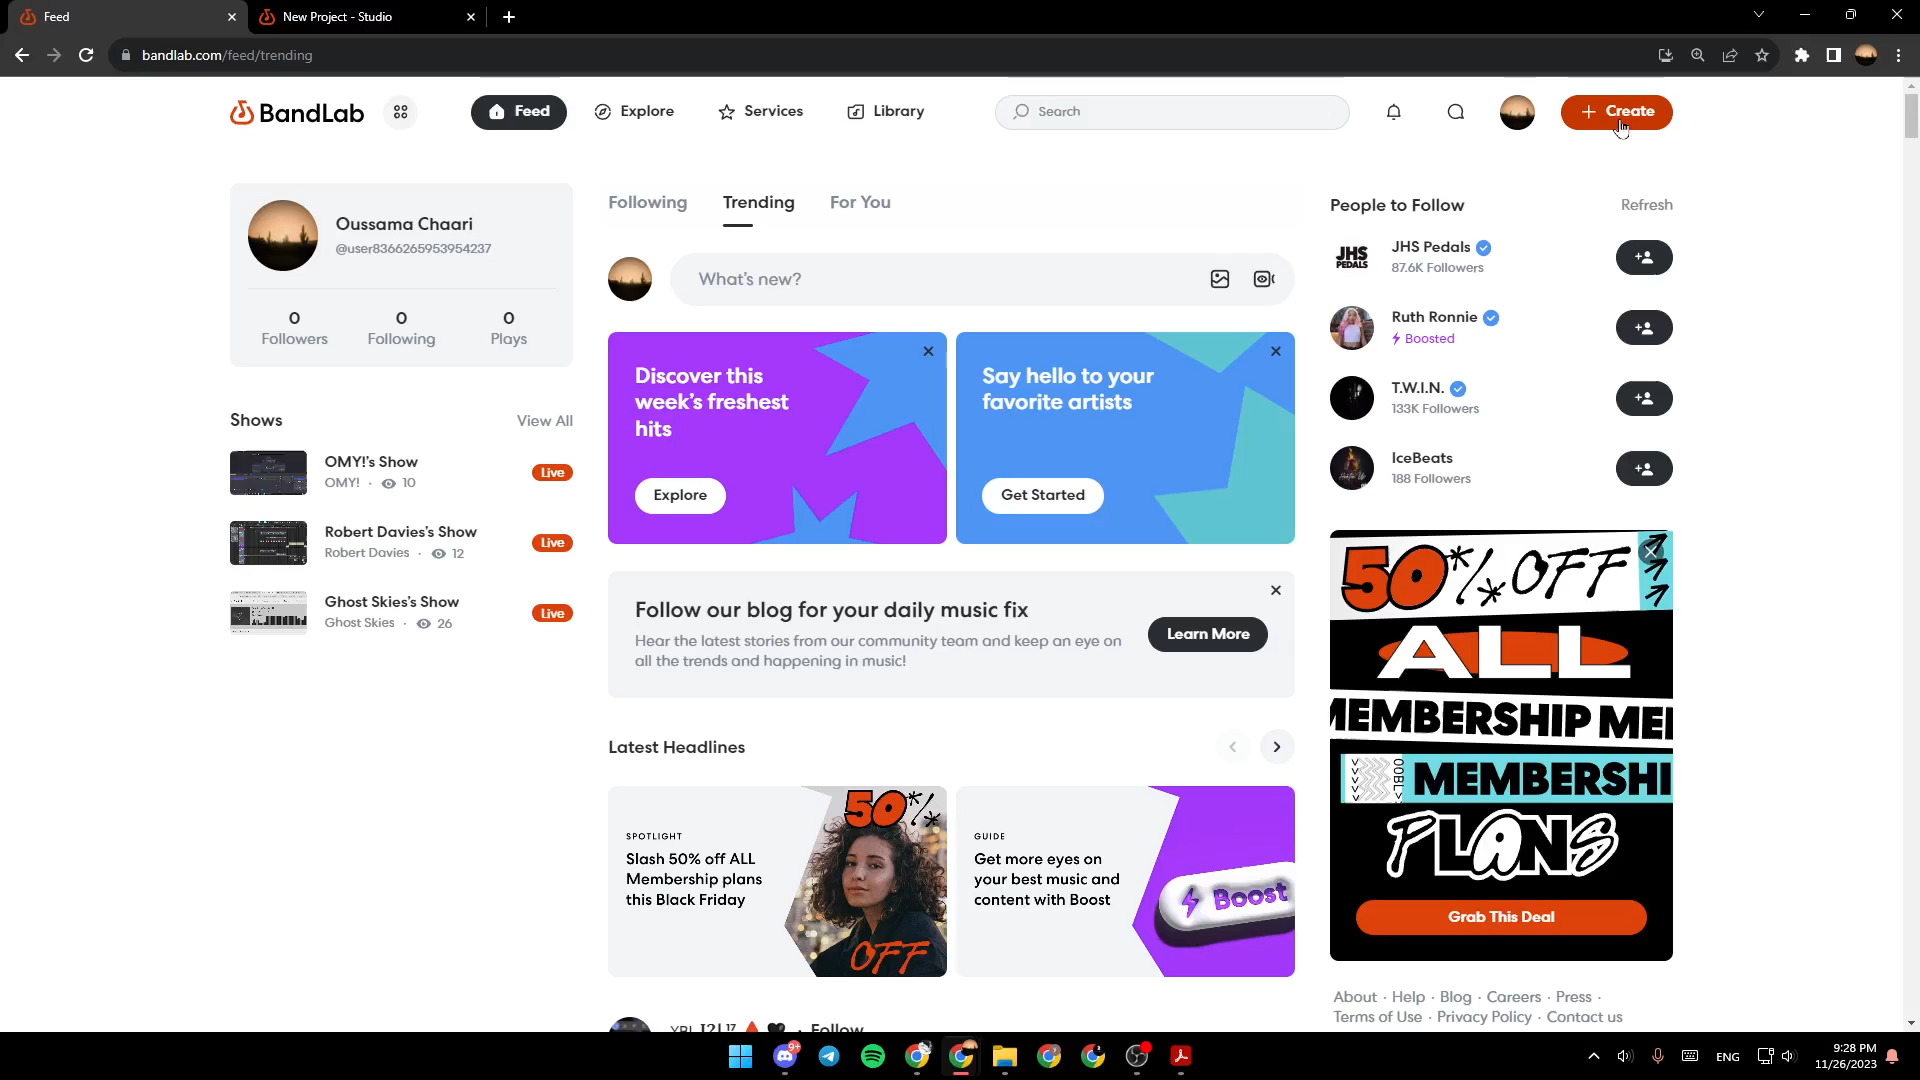 Feed
New Project - Studio
bandlab.com/feed/trending
BandLab
Feed
Explore
Services
Library
Search
Create
Oussama Chaari
@user8366265953954237
0
0
0
Followers
Following
Plays
Shows
View All
OMY!'s Show
OMY! · 10
Live
Robert Davies's Show
Robert Davies · 12
Live
Ghost Skies's Show
Ghost Skies · 26
Live
Following
Trending
For You
What's new?
Discover this
week's freshest
hits
Explore
Say hello to your
favorite artists
Get Started
Follow our blog for your daily music fix
Hear the latest stories from our community team and keep an eye on
all the trends and happening in music!
Learn More
Latest Headlines
SPOTLIGHT
Slash 50% off ALL
Membership plans
this Black Friday
50%*
OFF
GUIDE
Get more eyes on
your best music and
content with Boost
Boost
· Follow
People to Follow
Refresh
JHS
PEDALS
JHS Pedals
87.6K Followers
Ruth Ronnie
Boosted
T.W.I.N.
133K Followers
IceBeats
188 Followers
50*%* OFF
ALL
MEMBERSHIP MEI
MEMBERSHI
PLANS
Grab This Deal
About · Help · Blog · Careers · Press ·
Terms of Use · Privacy Policy · Contact us
9+
ENG
9:28 PM
11/26/2023